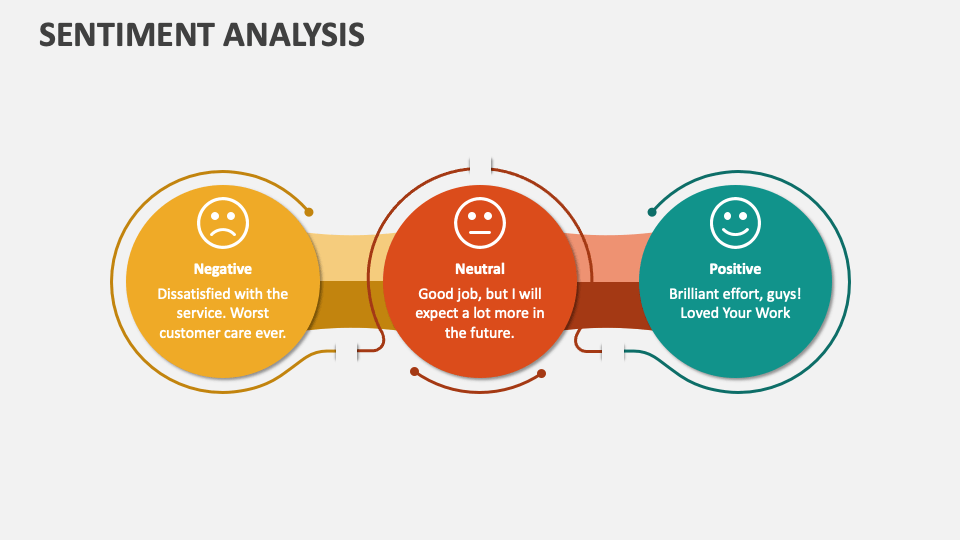 SENTIMENT ANALYSIS
Negative
Dissatisfied with the
service. Worst
customer care ever.
Neutral
Good job, but I will
expect a lot more in
the future.
Positive
Brilliant effort, guys!
Loved Your Work